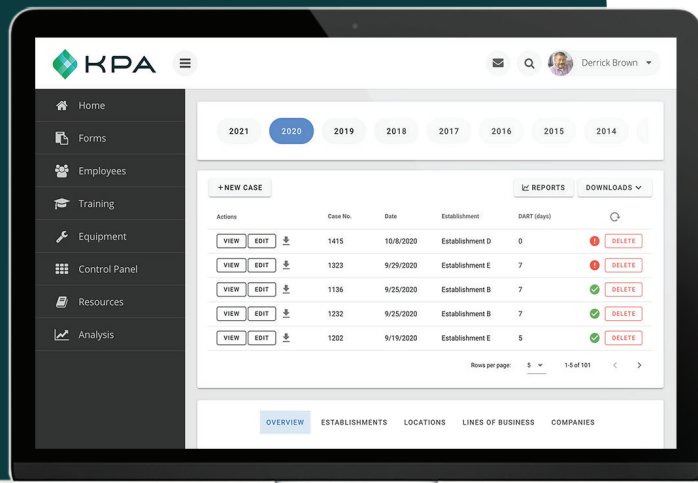 KPA
Derrick Brown
Home
Forms
Employees
Training
Equipment
Control Panel
Resources
Analysis
2021 2020 2019 2018 2017 2016 2015 2014
+NEW CASE REPORTS DOWNLOADS
Actions Case No. Date Establishment DART (days)
VIEW EDIT 1415 10/8/2020 Establishment D 0 DELETE
VIEW EDIT 1323 9/29/2020 Establishment E 7 DELETE
VIEW EDIT 1136 9/25/2020 Establishment B 7 DELETE
VIEW EDIT 1232 9/25/2020 Establishment B 7 DELETE
VIEW EDIT 1202 9/19/2020 Establishment E 5 DELETE
Rows per page: 5 1-5 of 101
OVERVIEW ESTABLISHMENTS LOCATIONS LINES OF BUSINESS COMPANIES